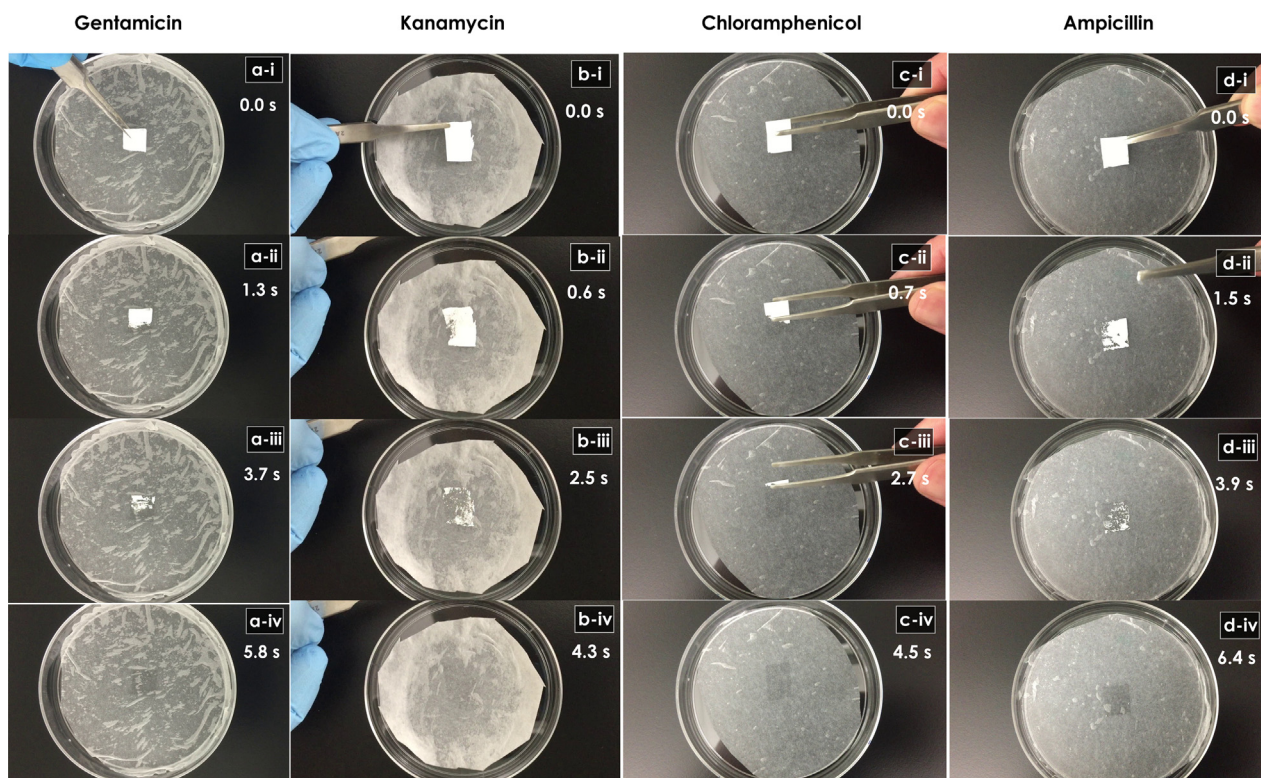 Gentamicin
Kanamycin
Chloramphenicol
Ampicillin
a-i
0.0 s
b-i
0.0 s
c-i
0.0 s
d-i
0.0 s
a-ii
1.3 s
b-ii
0.6 s
c-ii
0.7 s
d-ii
1.5 s
a-iii
3.7 s
b-iii
2.5 s
c-iii
2.7 s
d-iii
3.9 s
a-iv
5.8 s
b-iv
4.3 s
c-iv
4.5 s
d-iv
6.4 s